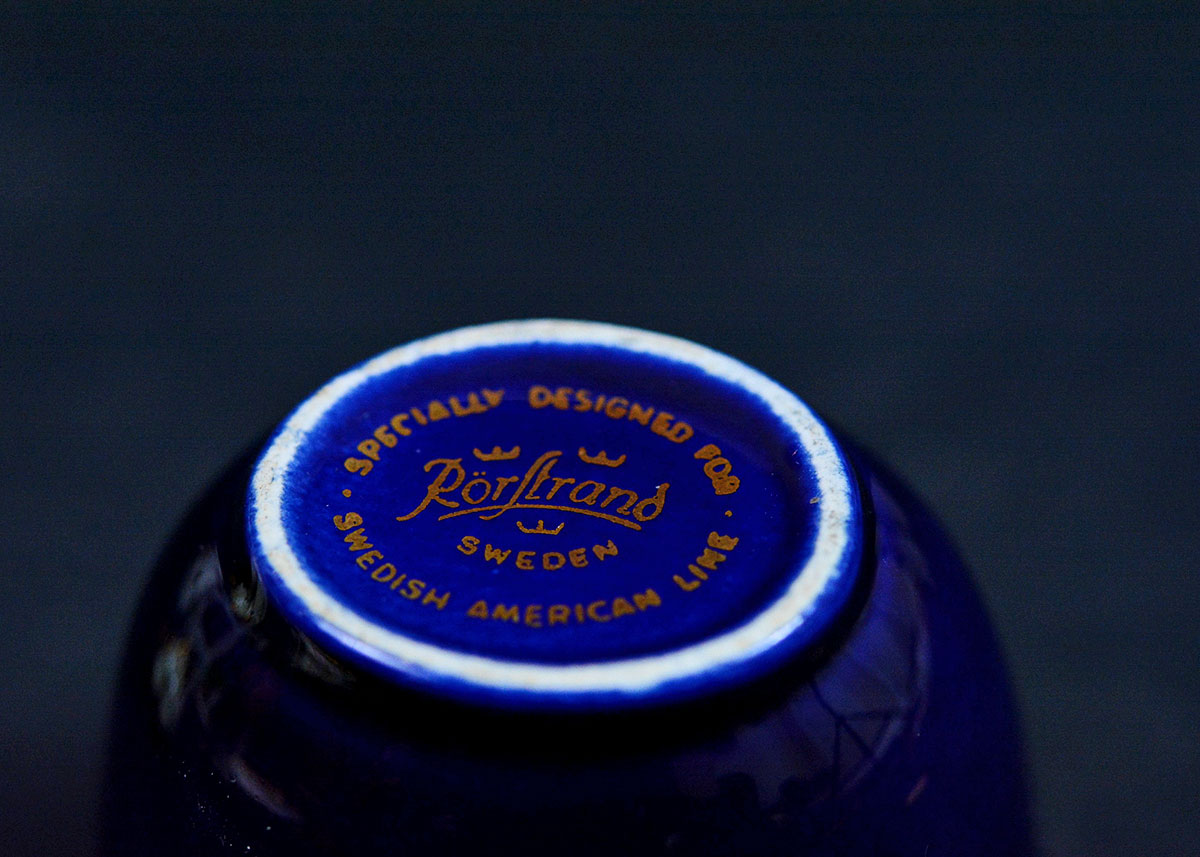 SPECIALLY DESIGNED FOR
Rörstrand
SWEDEN
SWEDISH AMERICAN LINE